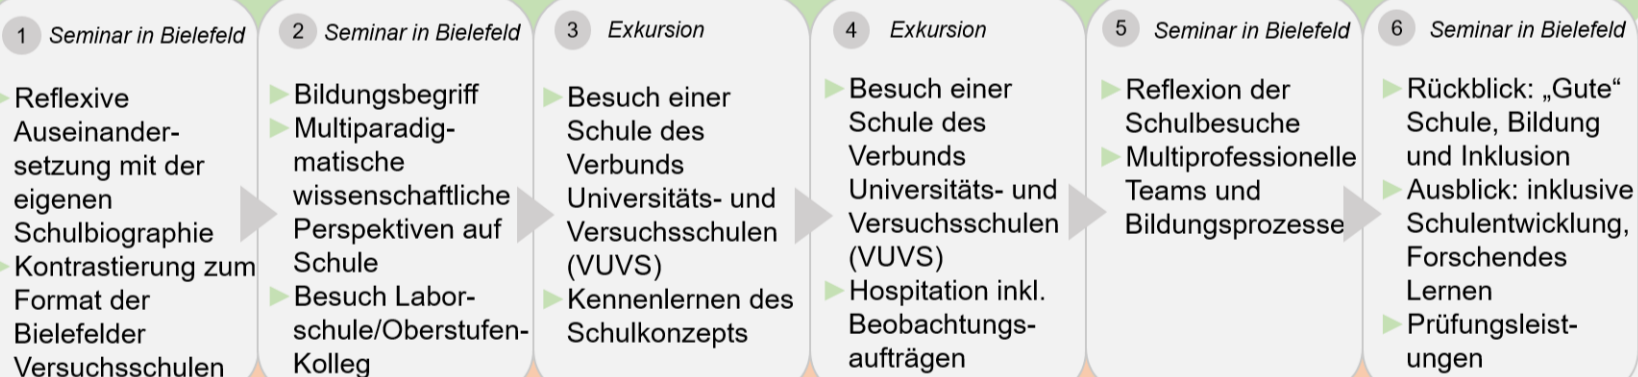 1 Seminar in Bielefeld
Reflexive
Auseinander-
setzung mit der
eigenen
Schulbiographie
Kontrastierung zum
Format der
Bielefelder
Versuchsschulen
2 Seminar in Bielefeld
Bildungsbegriff
Multiparadig-
matische
wissenschaftliche
Perspektiven auf
Schule
Besuch Labor-
schule/Oberstufen-
Kolleg
3 Exkursion
Besuch einer
Schule des
Verbunds
Universitäts- und
Versuchsschulen
(VUVS)
Kennenlernen des
Schulkonzepts
4 Exkursion
Besuch einer
Schule des
Verbunds
Universitäts- und
Versuchsschulen
(VUVS)
Hospitation inkl.
Beobachtungs-
aufträgen
5 Seminar in Bielefeld
Reflexion der
Schulbesuche
Multiprofessionelle
Teams und
Bildungsprozesse
6 Seminar in Bielefeld
Rückblick: „Gute“
Schule, Bildung
und Inklusion
Ausblick: inklusive
Schulentwicklung,
Forschendes
Lernen
Prüfungsleist-
ungen